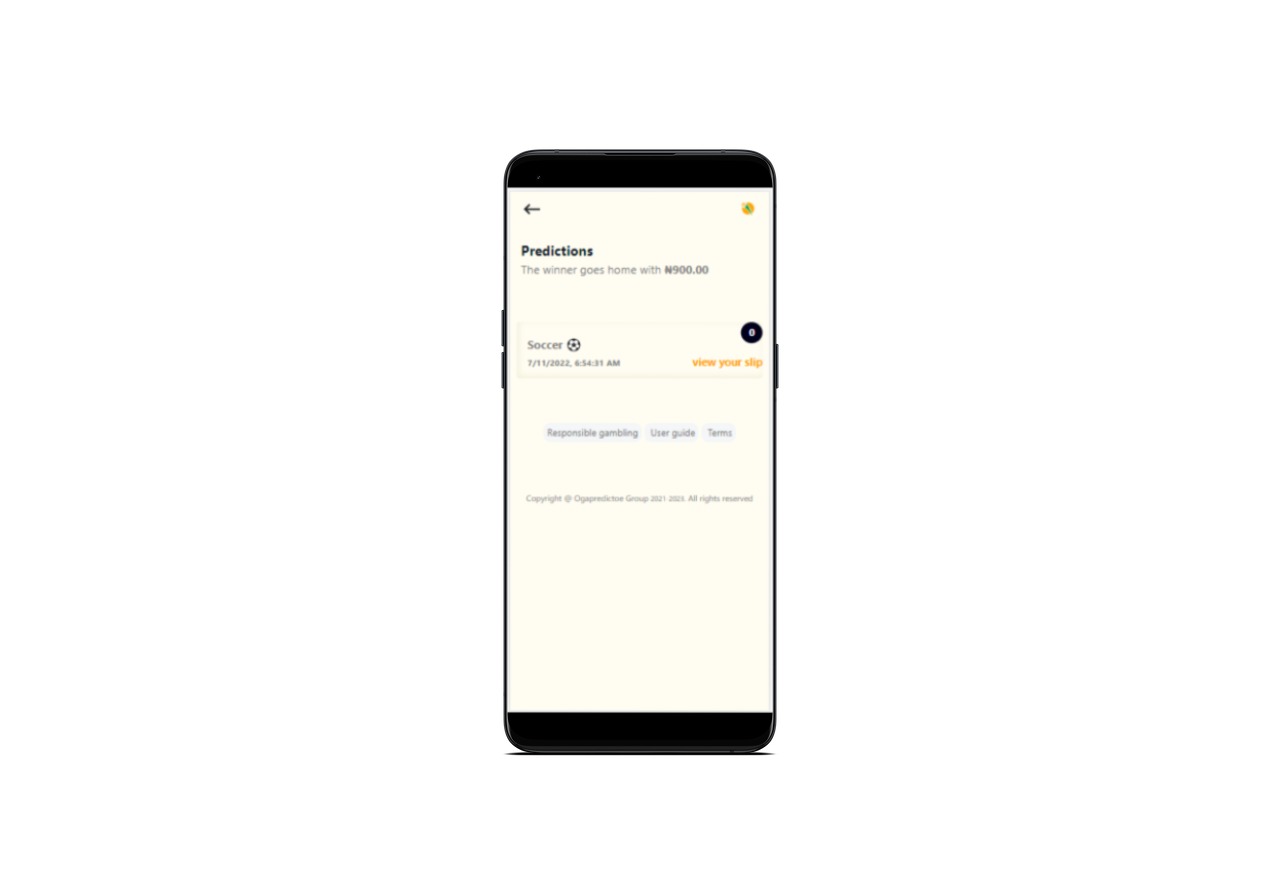 Predictions
The winner goes home with ₦900.00
0
Soccer
7/11/2022, 6:54:31 AM
view your slip
Responsible gambling User guide Terms
Copyright @ Ogapredictoe Group 2021-2023. All rights reserved